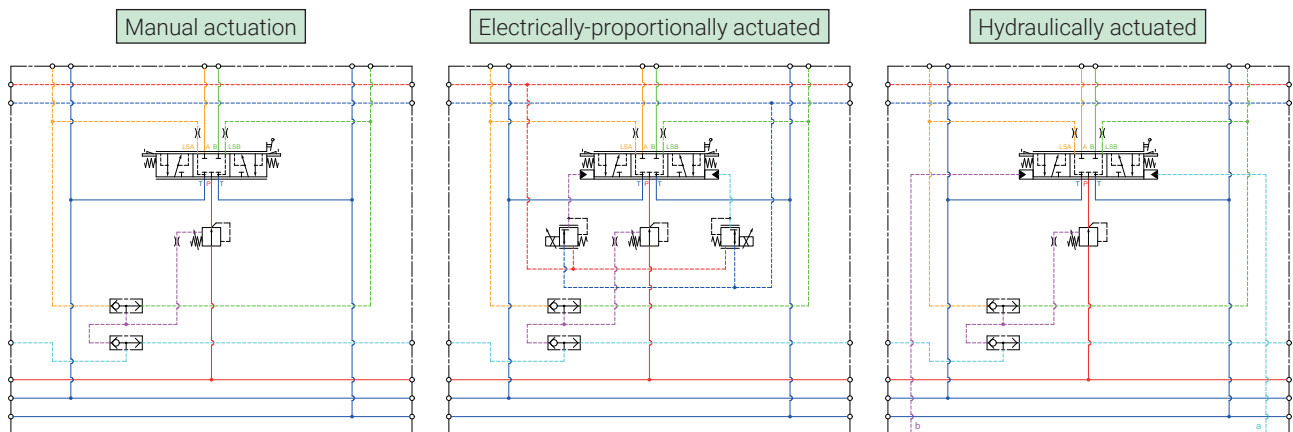 Manual actuation
Electrically-proportionally actuated
Hydraulically actuated
LSA A B LSB
T P T
LSA A B LSB
T P T
LSA A B LSB
T P T
b
a